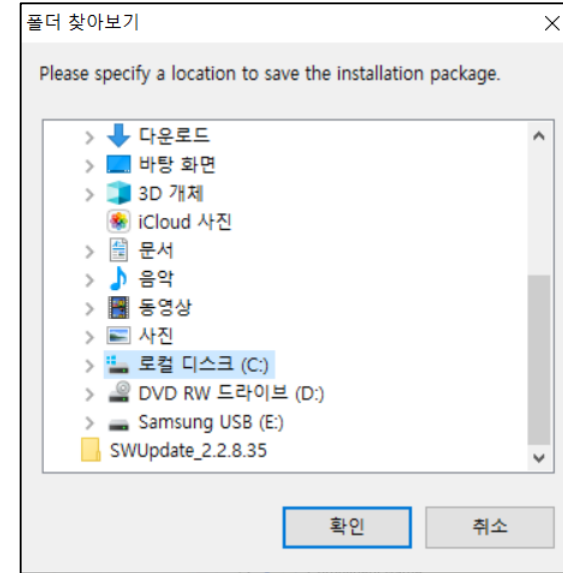 폴더 찾아보기
Please specify a location to save the installation package.
다운로드
바탕 화면
3D 개체
iCloud 사진
문서
음악
동영상
사진
로컬 디스크 (C:)
DVD RW 드라이브 (D:)
Samsung USB (E:)
SWUpdate_2.2.8.35
확인
취소